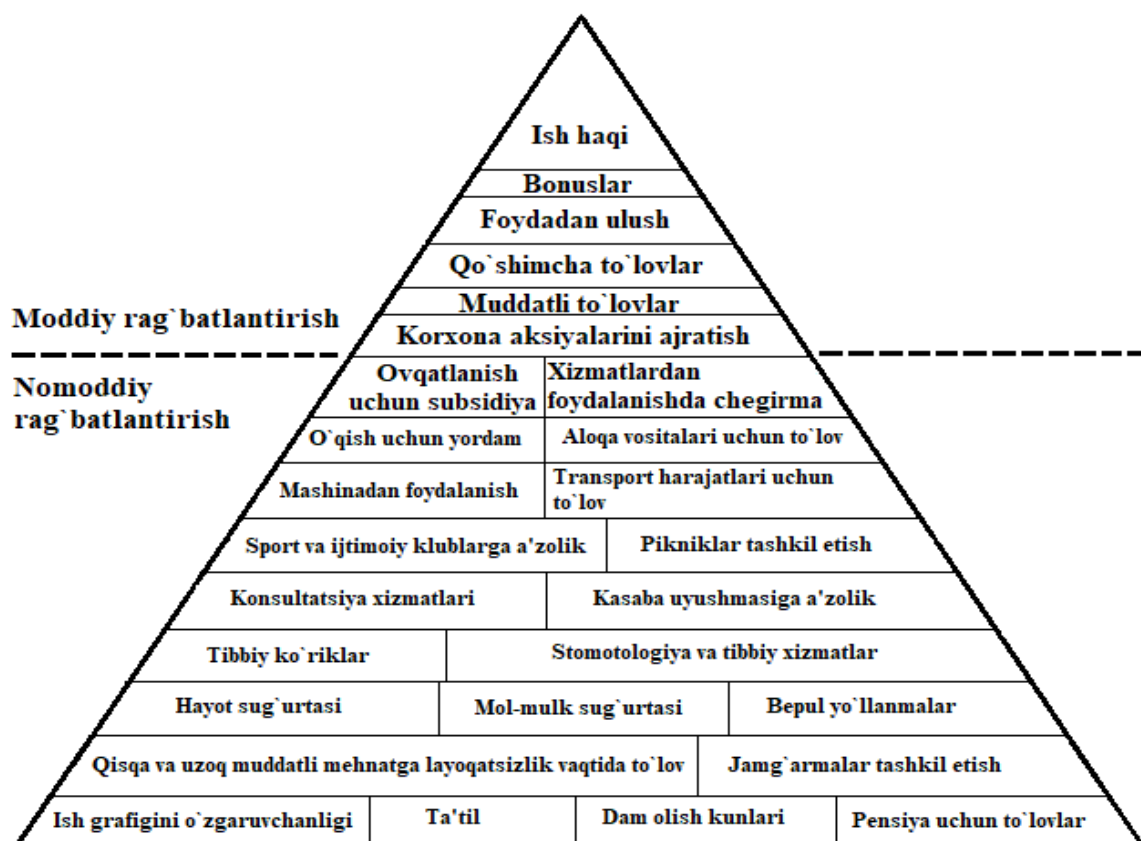 Ish haqi
Bonuslar
Foydadan ulush
Qo`shimcha to`lovlar
Muddatli to`lovlar
Moddiy rag`batlantirish
Korxona aksiyalarini ajratish
Nomoddiy
rag`batlantirish
Ovqatlanish
uchun subsidiya
Xizmatlardan
foydalanishda chegirma
O`qish uchun yordam
Aloqa vositalari uchun to`lov
Mashinadan foydalanish
Transport harajatlari uchun
to`lov
Sport va ijtimoiy klublarga a'zolik
Pikniklar tashkil etish
Konsultatsiya xizmatlari
Kasaba uyushmasiga a'zolik
Tibbiy ko`riklar
Stomotologiya va tibbiy xizmatlar
Hayot sug`urtasi
Mol-mulk sug`urtasi
Bepul yo`llanmalar
Qisqa va uzoq muddatli mehnatga layoqatsizlik vaqtida to`lov
Jamg`armalar tashkil etish
Ish grafigini o`zgaruvchanligi
Ta'til
Dam olish kunlari
Pensiya uchun to`lovlar